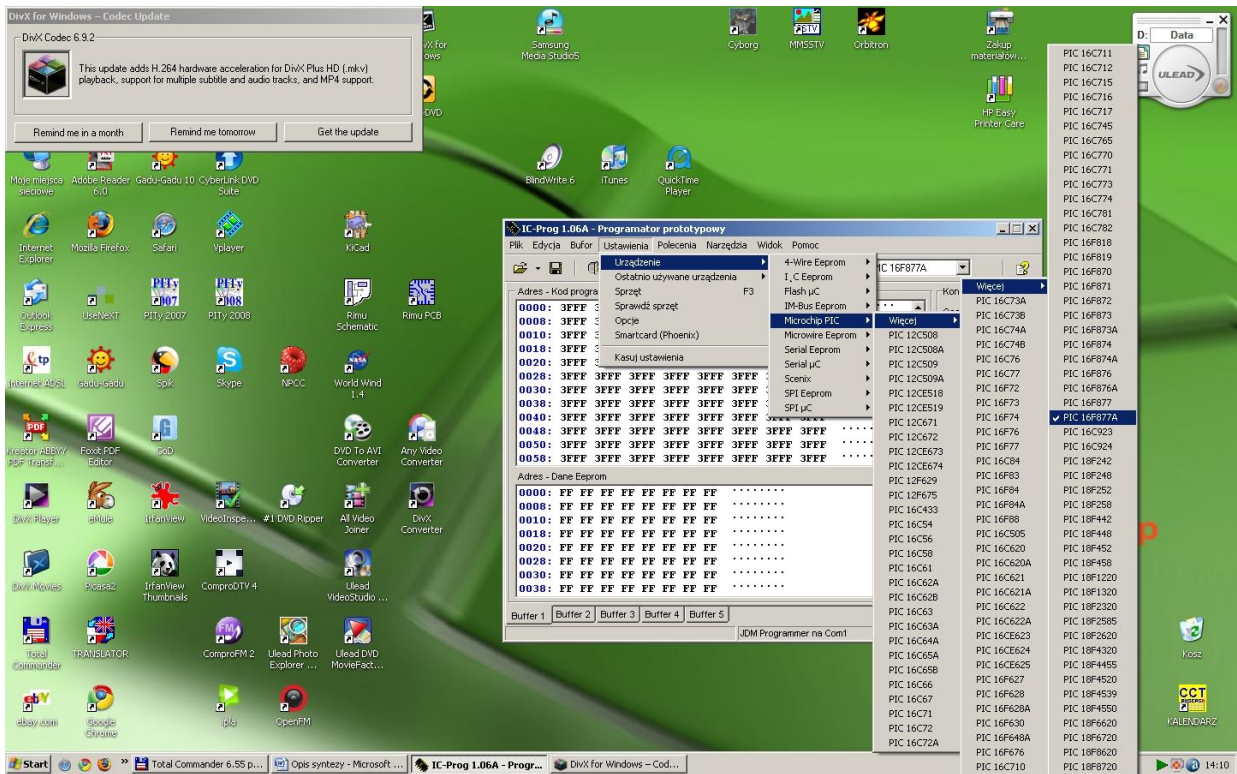 DivX for Windows -- Codec Update
DivX Codec 6.9.2
This update adds H.264 hardware acceleration for DivX Plus HD (.mkv)
playback, support for multiple subtitle and audio tracks, and MP4 support.
Remind me in a month
Remind me tomorrow
Get the update
Samsung
Media Studio5
Cyborg
MMSSTV
Orbitron
Zakup
materiałów...
HP Easy
Printer Care
D:
Data
ULEAD
Moje miejsca
sieciowe
Adobe Reader
6.0
Gadu-Gadu 10
CyberLink DVD
Suite
BlindWrite 6
iTunes
QuickTime
Player
Internet
Explorer
Mozilla Firefox
Safari
Vplayer
KiCad
Outlook
Express
UseNeXT
PITy 2007
PITy 2008
Rimu
Schematic
Rimu PCB
Internet ADSL
Gadu-Gadu
Spik
Skype
NPCC
World Wind
1.4
Kreator ABBYY
PDF Transf...
Foxit PDF
Editor
GoD
DVD To AVI
Converter
Any Video
Converter
DivX Player
eMule
IrfanView
VideoInspe...
#1 DVD Ripper
All Video
Joiner
DivX
Converter
DivX Movies
Picasa2
IrfanView
Thumbnails
ComproDTV 4
Ulead
VideoStudio ...
Total
Commander
TRANSLATOR
ComproFM 2
Ulead Photo
Explorer ...
Ulead DVD
MovieFact...
ebay.com
Google
Chrome
pla
OpenFM
Kosz
KALENDARZ
IC-Prog 1.06A - Programator prototypowy
Plik Edycja Bufor Ustawienia Polecenia Narzędzia Widok Pomoc
Adres - Kod progra
0000: 3FFF
0008: 3FFF
0010: 3FFF
0018: 3FFF
0020: 3FFF
0028: 3FFF 3FFF 3FFF 3FFF 3FFF
0030: 3FFF 3FFF 3FFF 3FFF 3FFF
0038: 3FFF 3FFF 3FFF 3FFF 3FFF
0040: 3FFF 3FFF 3FFF 3FFF 3FFF
0048: 3FFF 3FFF 3FFF 3FFF 3FFF 3FFF 3FFF 3FFF
0050: 3FFF 3FFF 3FFF 3FFF 3FFF 3FFF 3FFF 3FFF
0058: 3FFF 3FFF 3FFF 3FFF 3FFF 3FFF 3FFF 3FFF
Adres - Dane Eeprom
0000: FF FF FF FF FF FF FF FF ········
0008: FF FF FF FF FF FF FF FF ········
0010: FF FF FF FF FF FF FF FF ········
0018: FF FF FF FF FF FF FF FF ········
0020: FF FF FF FF FF FF FF FF ········
0028: FF FF FF FF FF FF FF FF ········
0030: FF FF FF FF FF FF FF FF ········
0038: FF FF FF FF FF FF FF FF ········
Buffer 1 Buffer 2 Buffer 3 Buffer 4 Buffer 5
JDM Programmer na Com1
Urządzenie
Ostatnio używane urządzenia
Sprzęt F3
Sprawdź sprzęt
Opcje
Smartcard (Phoenix)
Kasuj ustawienia
4-Wire Eeprom
I_C Eeprom
Flash µC
IM-Bus Eeprom
Microchip PIC
Microwire Eeprom
Serial Eeprom
Serial µC
Scenix
SPI Eeprom
SPI µC
Więcej
PIC 12C508
PIC 12C508A
PIC 12C509
PIC 12C509A
PIC 12CE518
PIC 12CE519
PIC 12C671
PIC 12C672
PIC 12CE673
PIC 12CE674
PIC 12F629
PIC 12F675
PIC 16C433
PIC 16C54
PIC 16C56
PIC 16C58
PIC 16C61
PIC 16C62A
PIC 16C62B
PIC 16C63
PIC 16C63A
PIC 16C64A
PIC 16C65A
PIC 16C65B
PIC 16C66
PIC 16C67
PIC 16C71
PIC 16C72
PIC 16C72A
Więcej
PIC 16C73A
PIC 16C73B
PIC 16C74A
PIC 16C74B
PIC 16C76
PIC 16C77
PIC 16F72
PIC 16F73
PIC 16F74
PIC 16F76
PIC 16F77
PIC 16C84
PIC 16F83
PIC 16F84
PIC 16F84A
PIC 16F88
PIC 16C505
PIC 16C620
PIC 16C620A
PIC 16C621
PIC 16C621A
PIC 16C622
PIC 16C622A
PIC 16CE623
PIC 16CE624
PIC 16CE625
PIC 16F627
PIC 16F628
PIC 16F628A
PIC 16F630
PIC 16F648A
PIC 16F676
PIC 16C710
PIC 16C711
PIC 16C712
PIC 16C715
PIC 16C716
PIC 16C717
PIC 16C745
PIC 16C765
PIC 16C770
PIC 16C771
PIC 16C773
PIC 16C774
PIC 16C781
PIC 16C782
PIC 16F818
PIC 16F819
PIC 16F870
PIC 16F871
PIC 16F872
PIC 16F873
PIC 16F873A
PIC 16F874
PIC 16F874A
PIC 16F876
PIC 16F876A
PIC 16F877
PIC 16F877A
PIC 16C923
PIC 16C924
PIC 18F242
PIC 18F248
PIC 18F252
PIC 18F258
PIC 18F442
PIC 18F448
PIC 18F452
PIC 18F458
PIC 18F1220
PIC 18F1320
PIC 18F2320
PIC 18F2585
PIC 18F2620
PIC 18F4320
PIC 18F4455
PIC 18F4520
PIC 18F4539
PIC 18F4550
PIC 18F6620
PIC 18F6720
PIC 18F8620
PIC 18F8720
Start
Total Commander 6.55 p...
Opis syntezy - Microsoft ...
IC-Prog 1.06A - Progr...
DivX for Windows -- Cod...
14:10